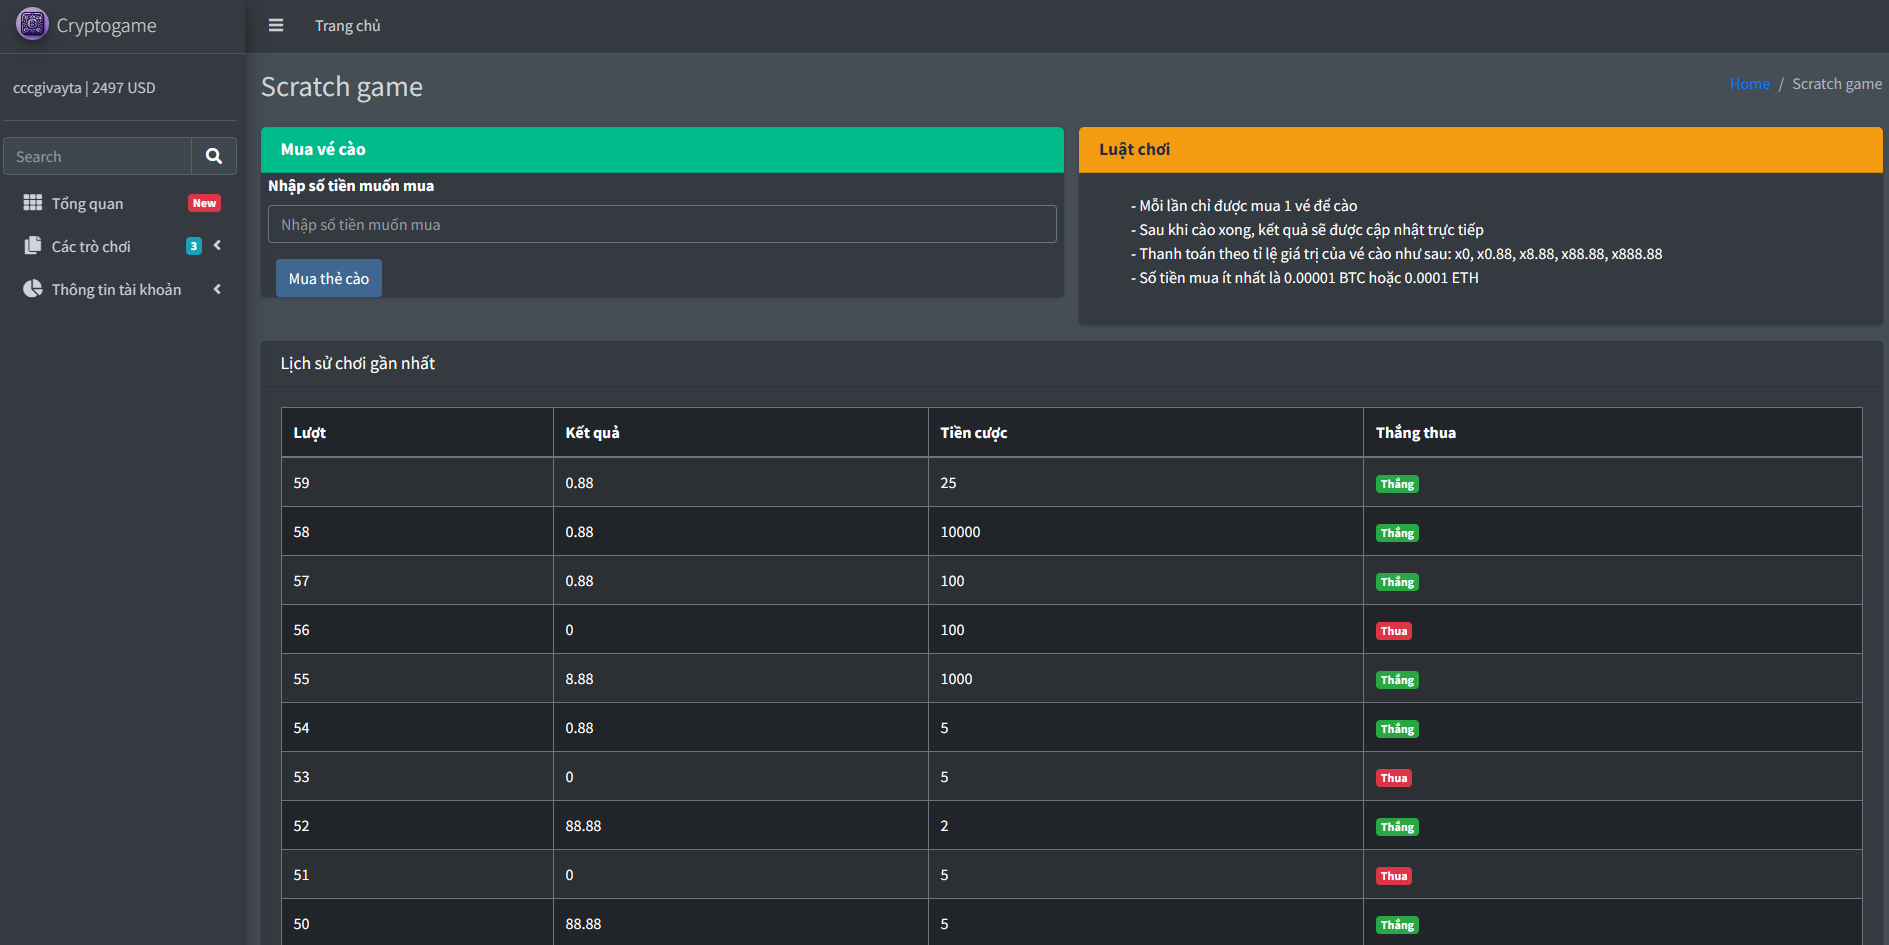 Cryptogame
Trang chủ
cccgivayta | 2497 USD
Search
Tổng quan New
Các trò chơi 3
Thông tin tài khoản
Scratch game
Home / Scratch game
Mua vé cào
Nhập số tiền muốn mua
Nhập số tiền muốn mua
Mua thẻ cào
Luật chơi
- Mỗi lần chỉ được mua 1 vé để cào
- Sau khi cào xong, kết quả sẽ được cập nhật trực tiếp
- Thanh toán theo tỉ lệ giá trị của vé cào như sau: x0, x0.88, x8.88, x88.88, x888.88
- Số tiền mua ít nhất là 0.00001 BTC hoặc 0.0001 ETH
Lịch sử chơi gần nhất
Lượt Kết quả Tiền cược Thắng thua
59 0.88 25 Thắng
58 0.88 10000 Thắng
57 0.88 100 Thắng
56 0 100 Thua
55 8.88 1000 Thắng
54 0.88 5 Thắng
53 0 5 Thua
52 88.88 2 Thắng
51 0 5 Thua
50 88.88 5 Thắng